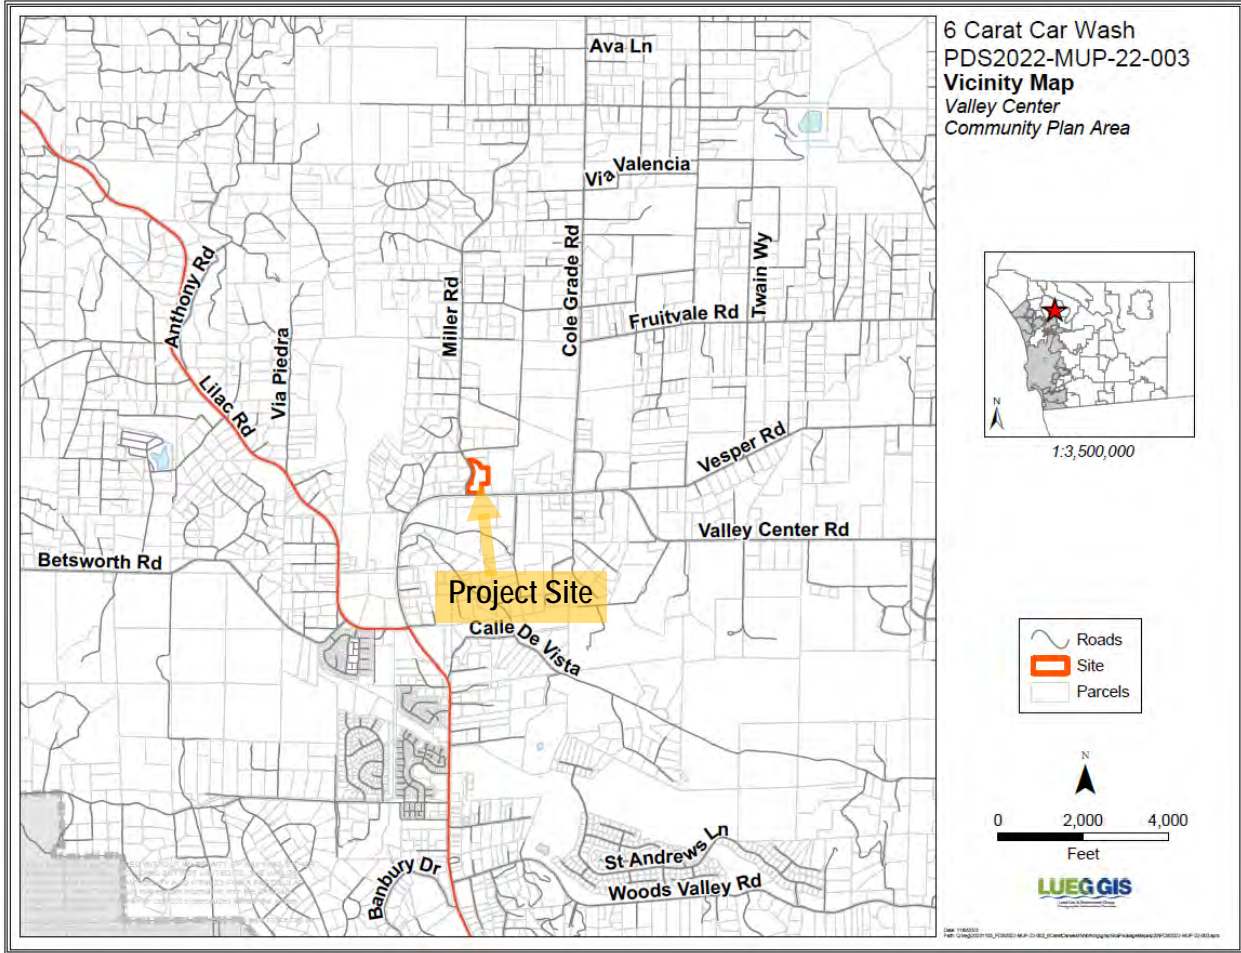 6 Carat Car Wash
PDS2022-MUP-22-003
Vicinity Map
Valley Center
Community Plan Area
Ava Ln
Via Valencia
Cole Grade Rd
Twain Wy
Anthony Rd
Miller Rd
Fruitvale Rd
Via Piedra
Lilac Rd
Vesper Rd
Valley Center Rd
Betsworth Rd
Project Site
Calle De Vista
St Andrews Ln
Woods Valley Rd
Banbury Dr
N
1:3,500,000
Roads
Site
Parcels
N
0 2,000 4,000
Feet
LUEG GIS